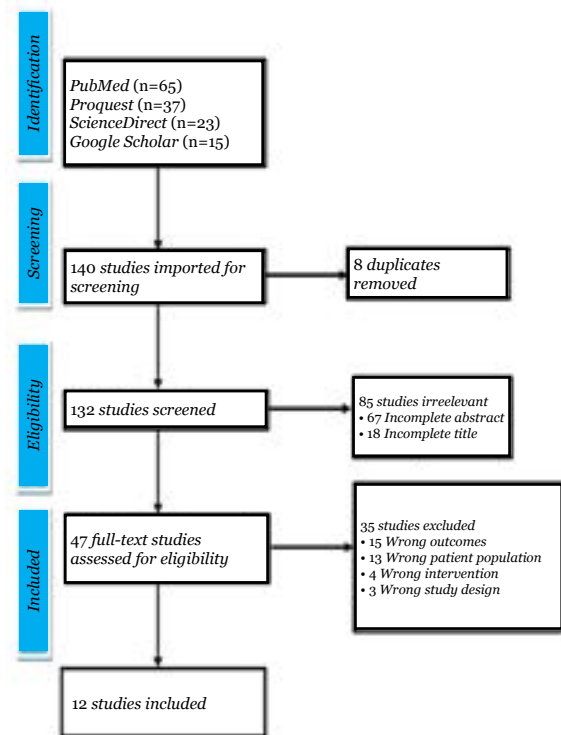 Identification
PubMed (n=65)
Proquest (n=37)
ScienceDirect (n=23)
Google Scholar (n=15)
Screening
140 studies imported for
screening
8 duplicates
removed
Eligibility
132 studies screened
85 studies irreelevant
• 67 Incomplete abstract
• 18 Incomplete title
Included
47 full-text studies
assessed for eligibility
35 studies excluded
• 15 Wrong outcomes
• 13 Wrong patient population
• 4 Wrong intervention
• 3 Wrong study design
12 studies included